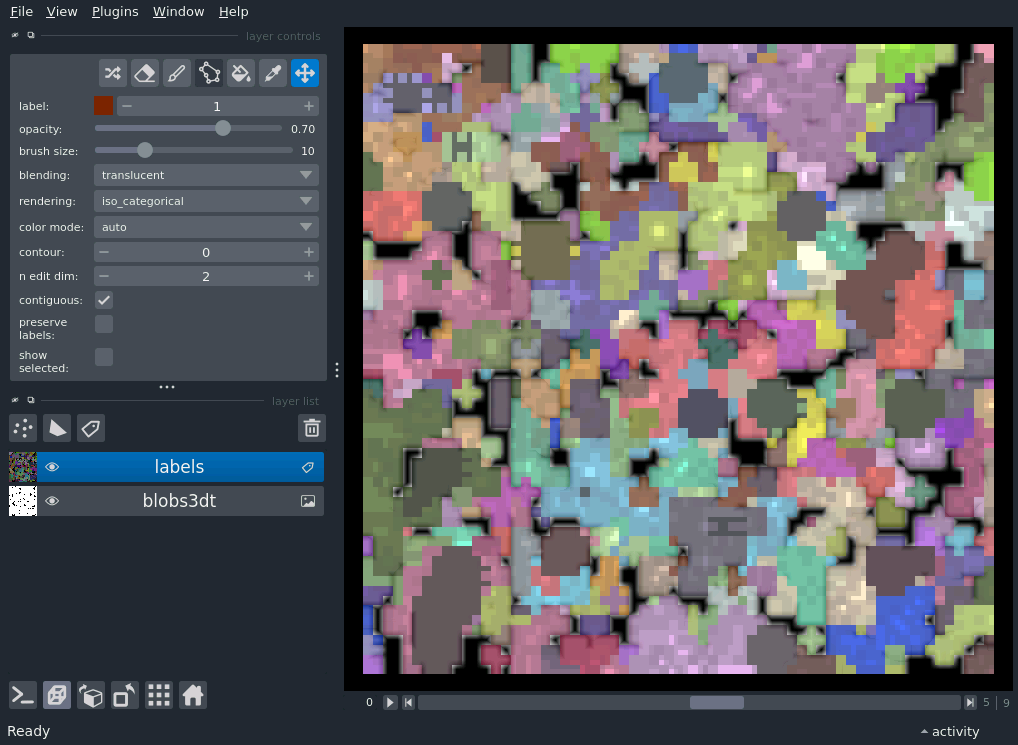 File View Plugins Window Help
layer controls
label: 1
opacity: 0.70
brush size: 10
blending: translucent
rendering: iso_categorical
color mode: auto
contour: 0
n edit dim: 2
contiguous:
preserve
labels:
show
selected:
layer list
labels
blobs3dt
0 5 9
Ready activity